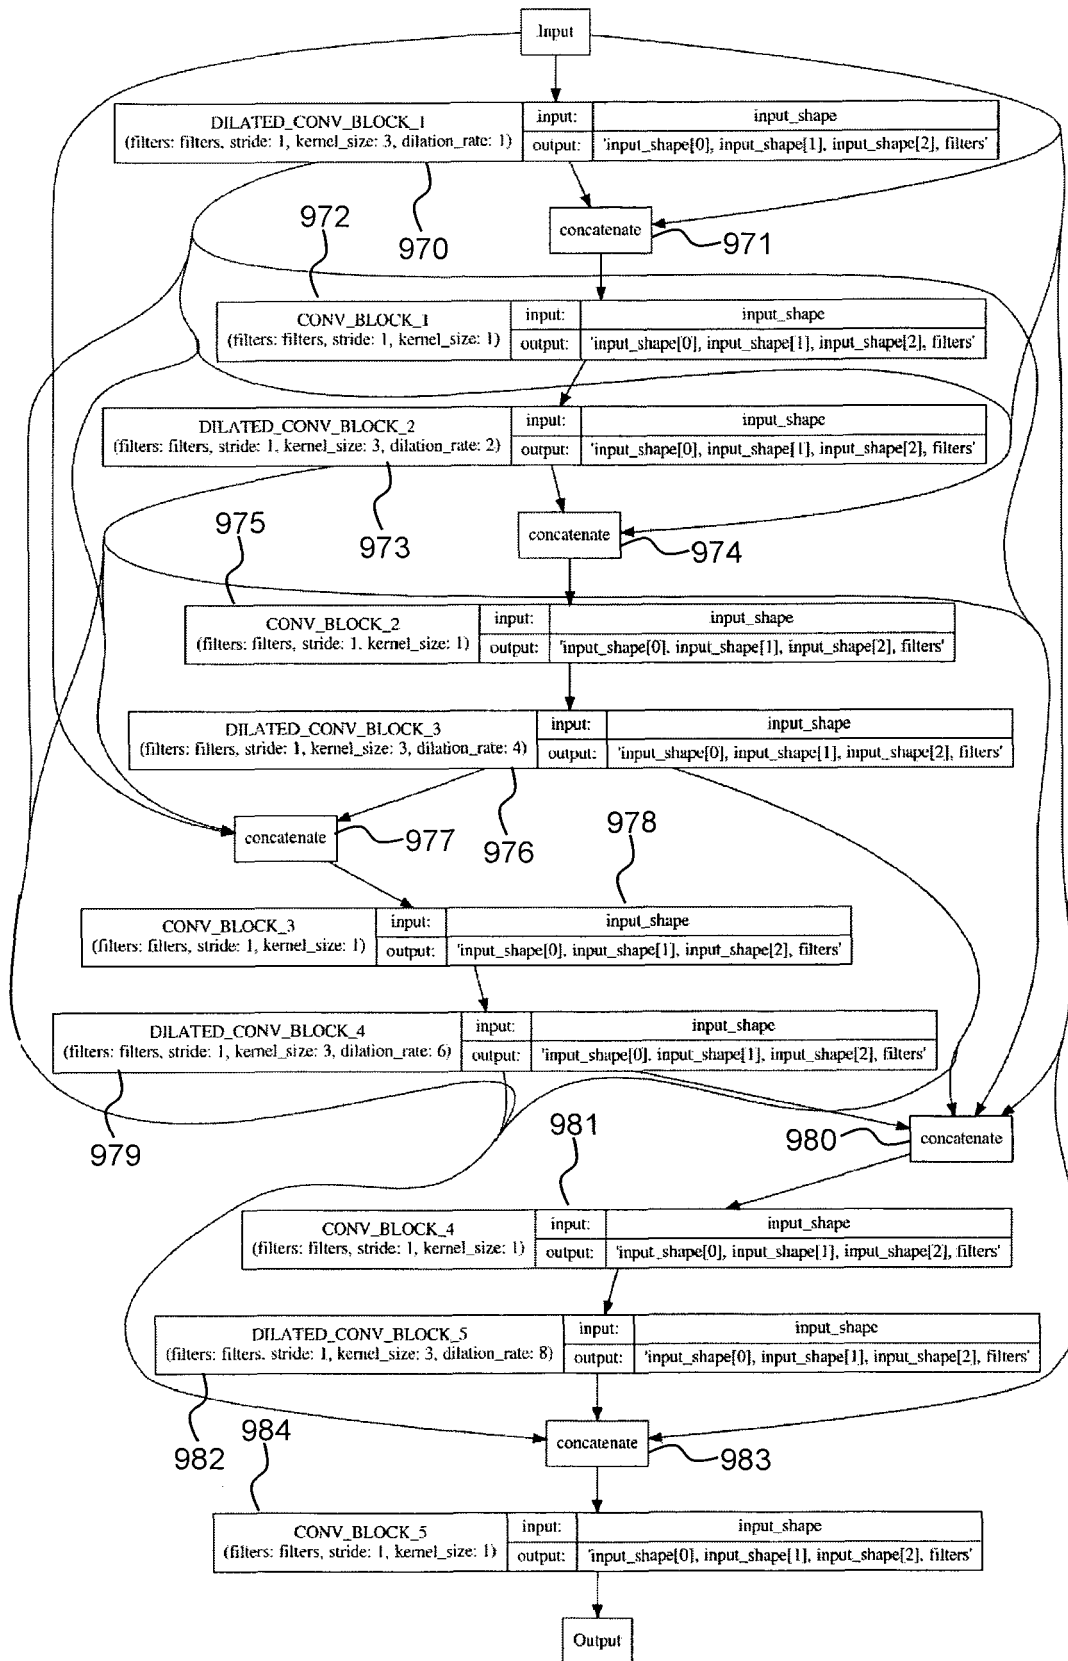 Input
DILATED_CONV_BLOCK_1
(filters: filters, stride: 1, kernel_size: 3, dilation_rate: 1)
input:
input_shape
output:
'input_shape[0], input_shape[1], input_shape[2], filters'
970
concatenate
971
972
CONV_BLOCK_1
(filters: filters, stride: 1, kernel_size: 1)
input:
input_shape
output:
'input_shape[0], input_shape[1], input_shape[2], filters'
DILATED_CONV_BLOCK_2
(filters: filters, stride: 1, kernel_size: 3, dilation_rate: 2)
input:
input_shape
output:
'input_shape[0], input_shape[1], input_shape[2], filters'
973
concatenate
974
975
CONV_BLOCK_2
(filters: filters, stride: 1, kernel_size: 1)
input:
input_shape
output:
'input_shape[0], input_shape[1], input_shape[2], filters'
DILATED_CONV_BLOCK_3
(filters: filters, stride: 1, kernel_size: 3, dilation_rate: 4)
input:
input_shape
output:
'input_shape[0], input_shape[1], input_shape[2], filters'
976
concatenate
977
978
CONV_BLOCK_3
(filters: filters, stride: 1, kernel_size: 1)
input:
input_shape
output:
'input_shape[0], input_shape[1], input_shape[2], filters'
DILATED_CONV_BLOCK_4
(filters: filters, stride: 1, kernel_size: 3, dilation_rate: 6)
input:
input_shape
output:
'input_shape[0], input_shape[1], input_shape[2], filters'
979
980
concatenate
981
CONV_BLOCK_4
(filters: filters, stride: 1, kernel_size: 1)
input:
input_shape
output:
'input_shape[0], input_shape[1], input_shape[2], filters'
DILATED_CONV_BLOCK_5
(filters: filters, stride: 1, kernel_size: 3, dilation_rate: 8)
input:
input_shape
output:
'input_shape[0], input_shape[1], input_shape[2], filters'
982
concatenate
983
984
CONV_BLOCK_5
(filters: filters, stride: 1, kernel_size: 1)
input:
input_shape
output:
'input_shape[0], input_shape[1], input_shape[2], filters'
Output